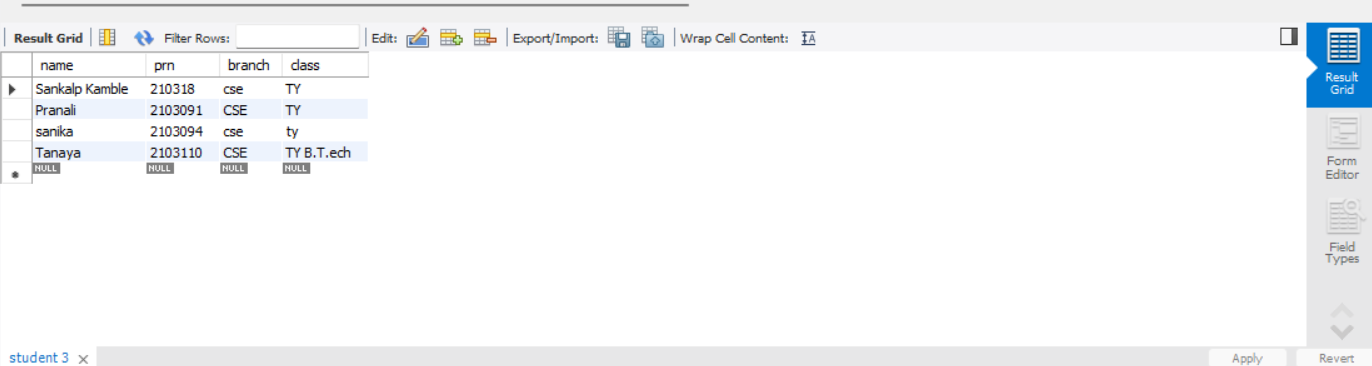 Result Grid Filter Rows: Edit: Export/Import: Wrap Cell Content: IA
name prn branch class
Sankalp Kamble 210318 cse TY
Pranali 2103091 CSE TY
sanika 2103094 cse ty
Tanaya 2103110 CSE TY B.T.ech
NULL NULL NULL NULL
Result
Grid
Form
Editor
Field
Types
student 3
Apply Revert